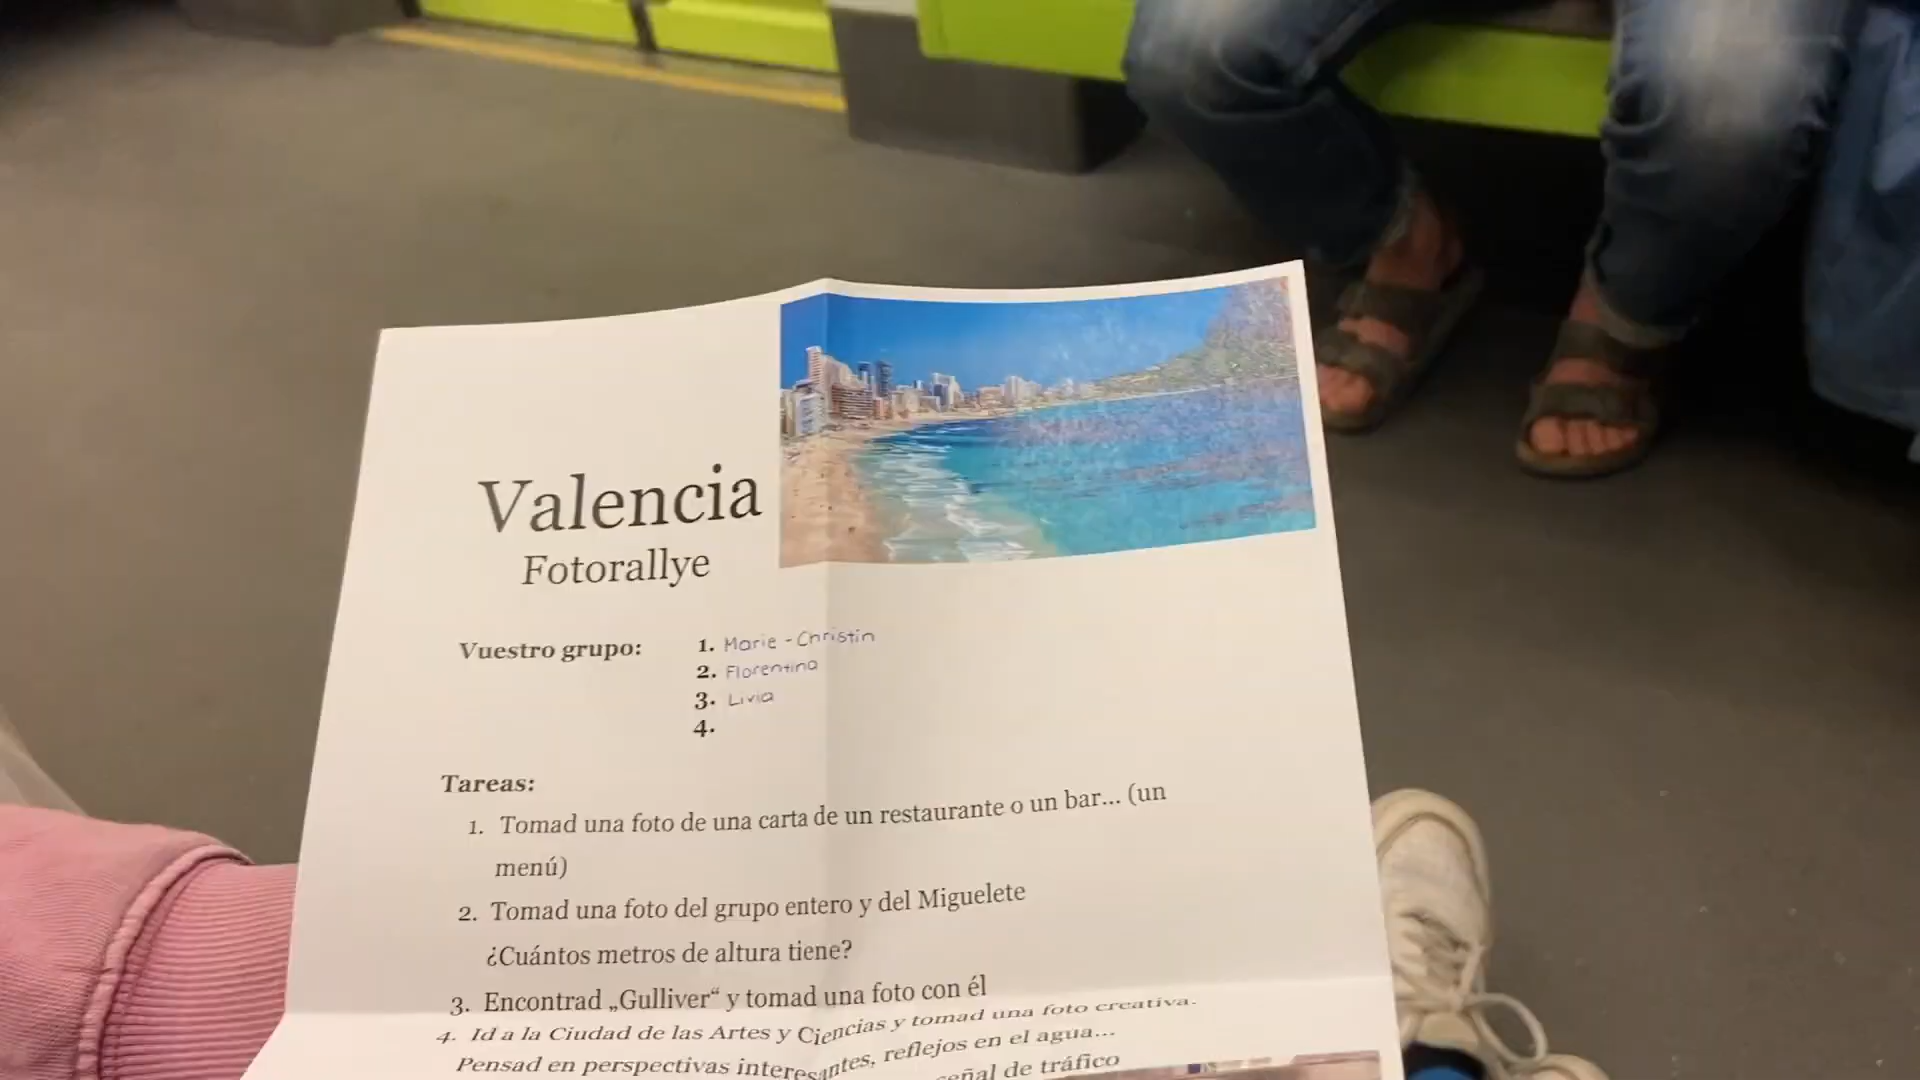 Valencia
Fotorallye
Vuestro grupo:
1. Marie-Christin
2. Florentina
3. Livia
4.
Tareas:
1. Tomad una foto de una carta de un restaurante o un bar... (un
menú)
2. Tomad una foto del grupo entero y del Miguelete
¿Cuántos metros de altura tiene?
3. Encontrad „Gulliver“ y tomad una foto con él
4. Id a la Ciudad de las Artes y Ciencias y tomad una foto creativa.
Pensad en perspectivas interesantes, reflejos en el agua...
señal de tráfico